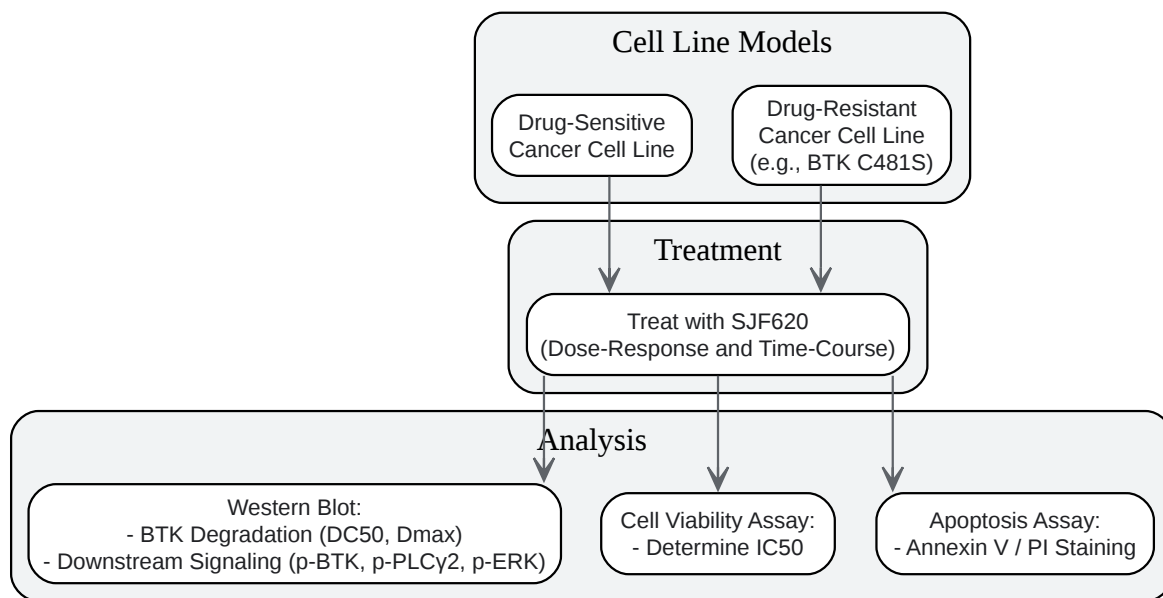 Cell Line Models
Drug-Sensitive
Cancer Cell Line
Drug-Resistant
Cancer Cell Line
(e.g., BTK C481S)
Treatment
Treat with SJF620
(Dose-Response and Time-Course)
Analysis
Western Blot:
- BTK Degradation (DC50, Dmax)
- Downstream Signaling (p-BTK, p-PLCγ2, p-ERK)
Cell Viability Assay:
- Determine IC50
Apoptosis Assay:
- Annexin V / PI Staining